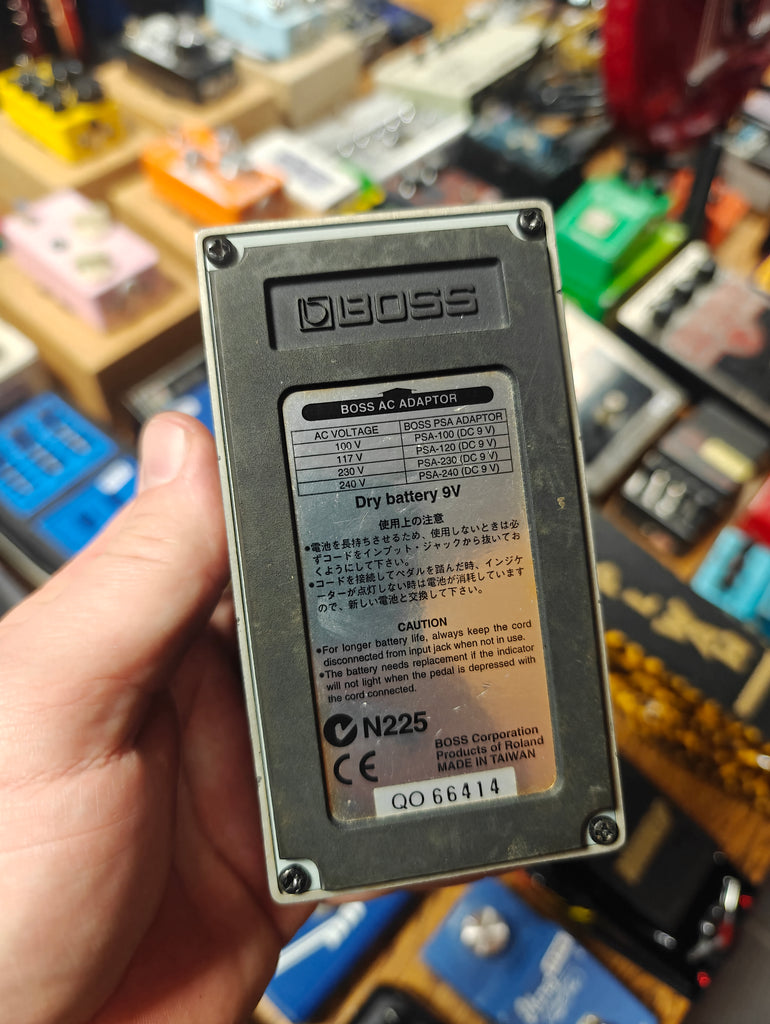 BOSS
BOSS AC ADAPTOR
AC VOLTAGE BOSS PSA ADAPTOR
100 V PSA-100 (DC 9 V)
117 V PSA-120 (DC 9 V)
230 V PSA-230 (DC 9 V)
240 V PSA-240 (DC 9 V)
Dry battery 9V
使用上の注意
●電池を長持ちさせるため、使用しないときは必
ずコードをインプット・ジャックから抜いてお
くようにして下さい。
●コードを接続してペダルを踏んだ時、インジケ
ーターが点灯しない時は電池が消耗しています
ので、新しい電池と交換して下さい。
CAUTION
●For longer battery life, always keep the cord
disconnected from input jack when not in use.
●The battery needs replacement if the indicator
will not light when the pedal is depressed with
the cord connected.
N225
CE
BOSS Corporation
Products of Roland
MADE IN TAIWAN
QO 66414